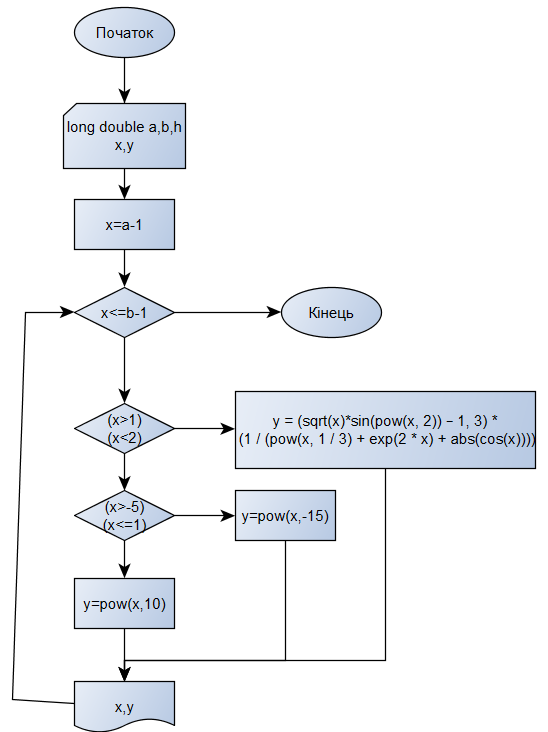 Початок
long double a,b,h
x,y
x=a-1
x<=b-1
Кінець
(x>1)
(x<2)
y = (sqrt(x)*sin(pow(x, 2)) − 1, 3) *
(1 / (pow(x, 1 / 3) + exp(2 * x) + abs(cos(x))))
(x>-5)
(x<=1)
y=pow(x,-15)
y=pow(x,10)
x,y